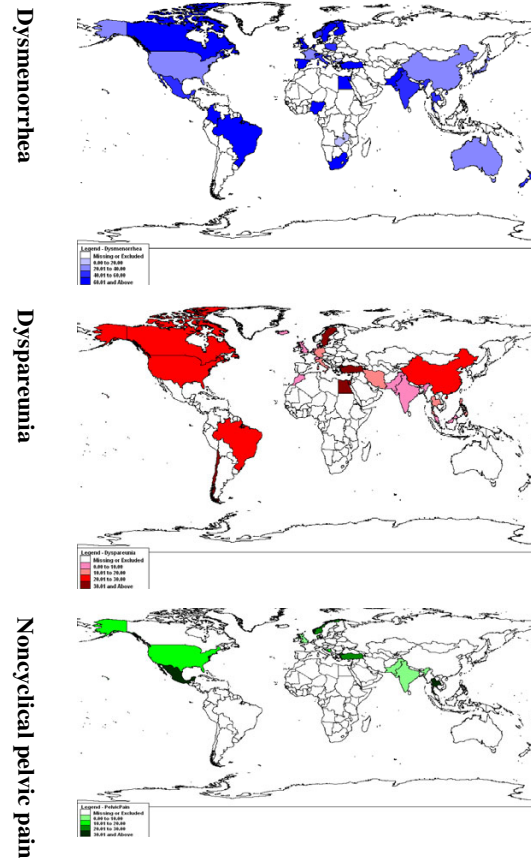 Dysmenorrhea
Legend - Dysmenorrhea
Missing or Excluded
0.00 to 20.00
20.01 to 40.00
40.01 to 60.00
60.01 and Above
Dyspareunia
Legend - Dyspareunia
Missing or Excluded
0.00 to 10.00
10.01 to 20.00
20.01 to 30.00
30.01 and Above
Noncyclical pelvic pain
Legend - PelvicPain
Missing or Excluded
0.00 to 10.00
10.01 to 20.00
20.01 to 30.00
30.01 and Above